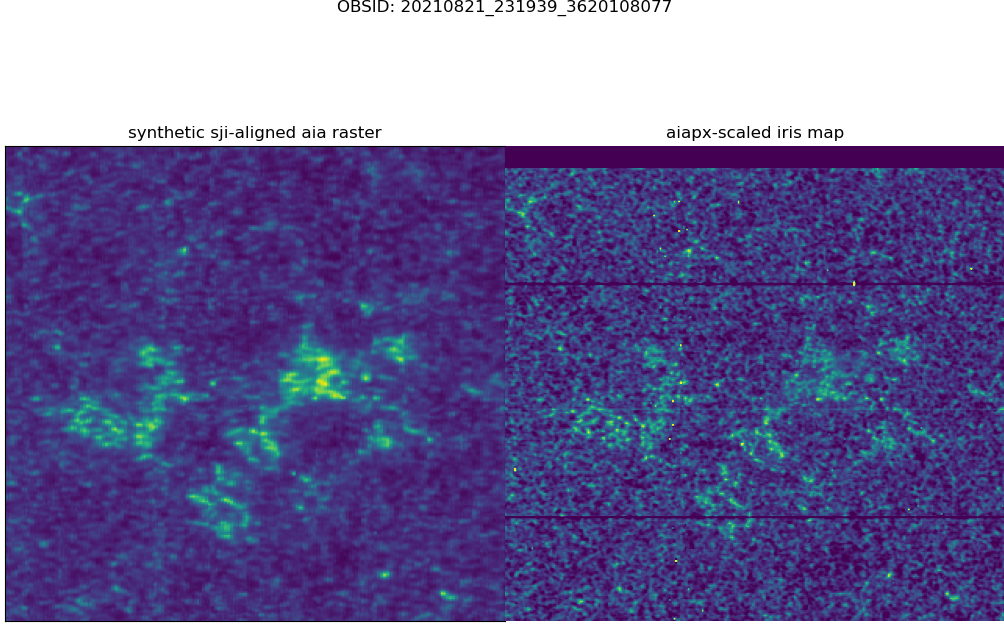 OBSID: 20210821_231939_3620108077
synthetic sji-aligned aia raster
aiapx-scaled iris map